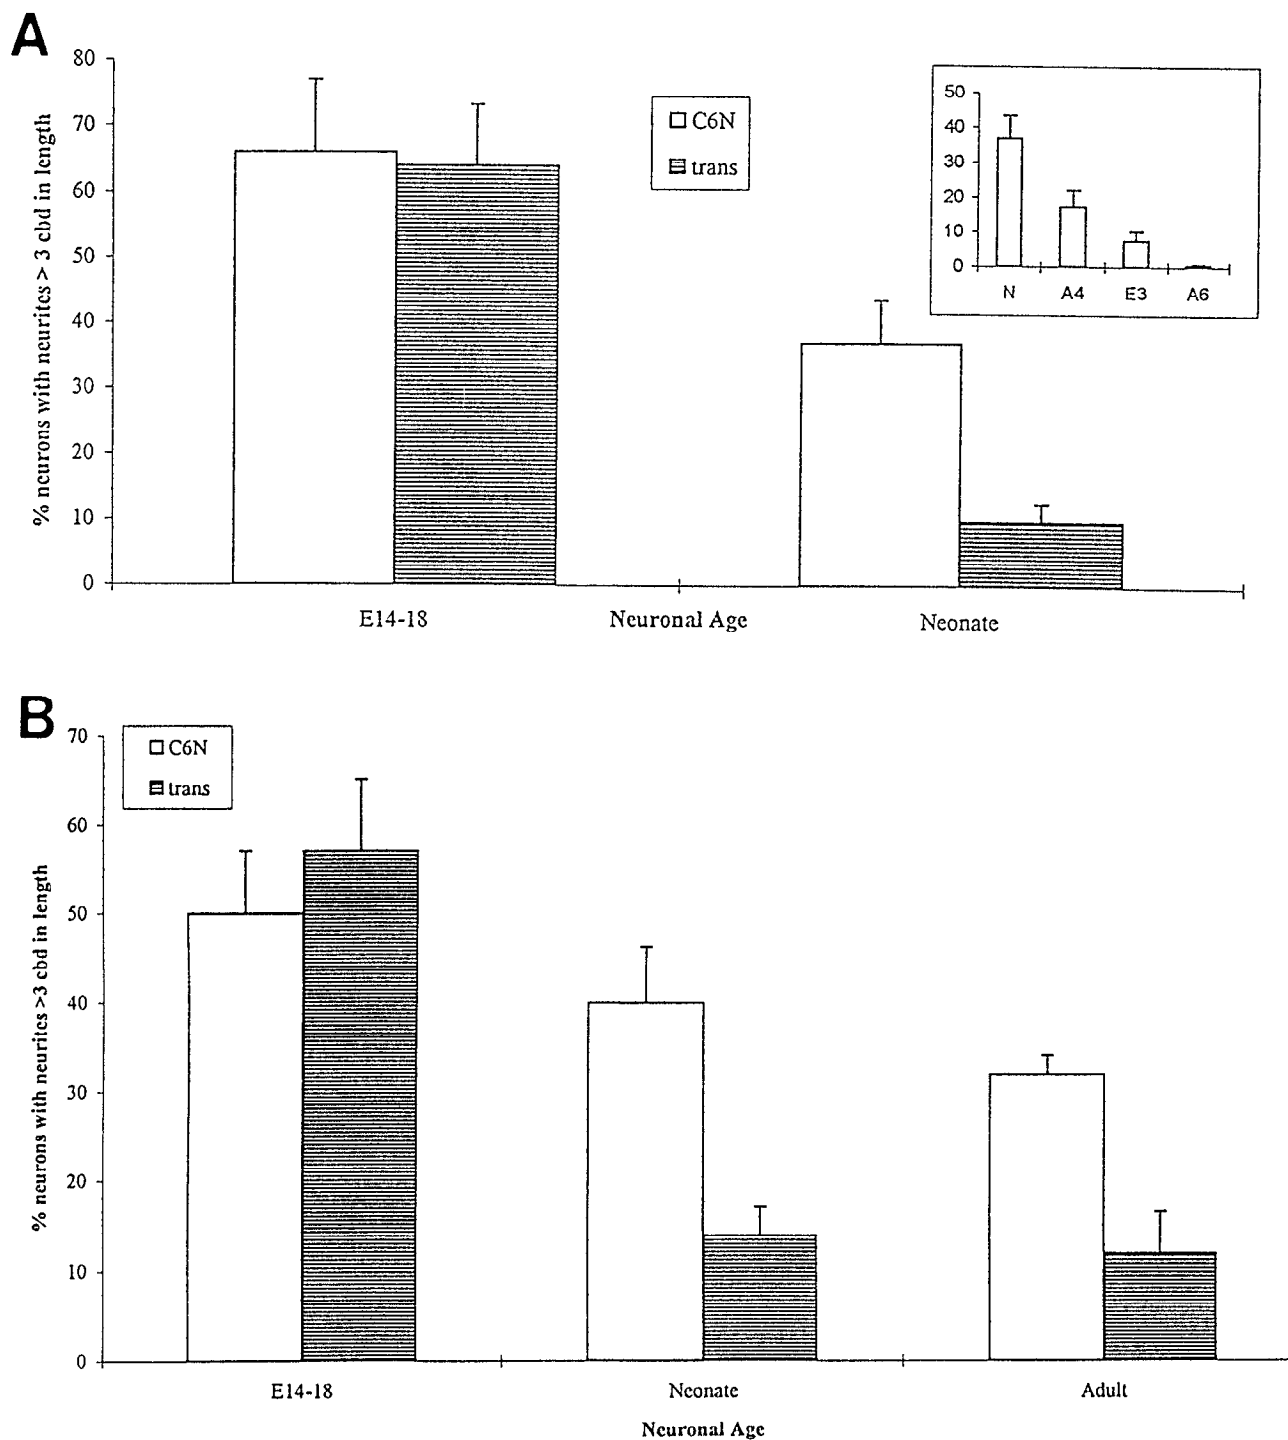 A
80
70
60
50
40
30
20
10
0
% neurons with neurites > 3 cbd in length
C6N
trans
50
40
30
20
10
0
N A4 E3 A6
E14-18 Neuronal Age Neonate
B
70
60
50
40
30
20
10
0
% neurons with neurites >3 cbd in length
C6N
trans
E14-18 Neonate Adult
Neuronal Age